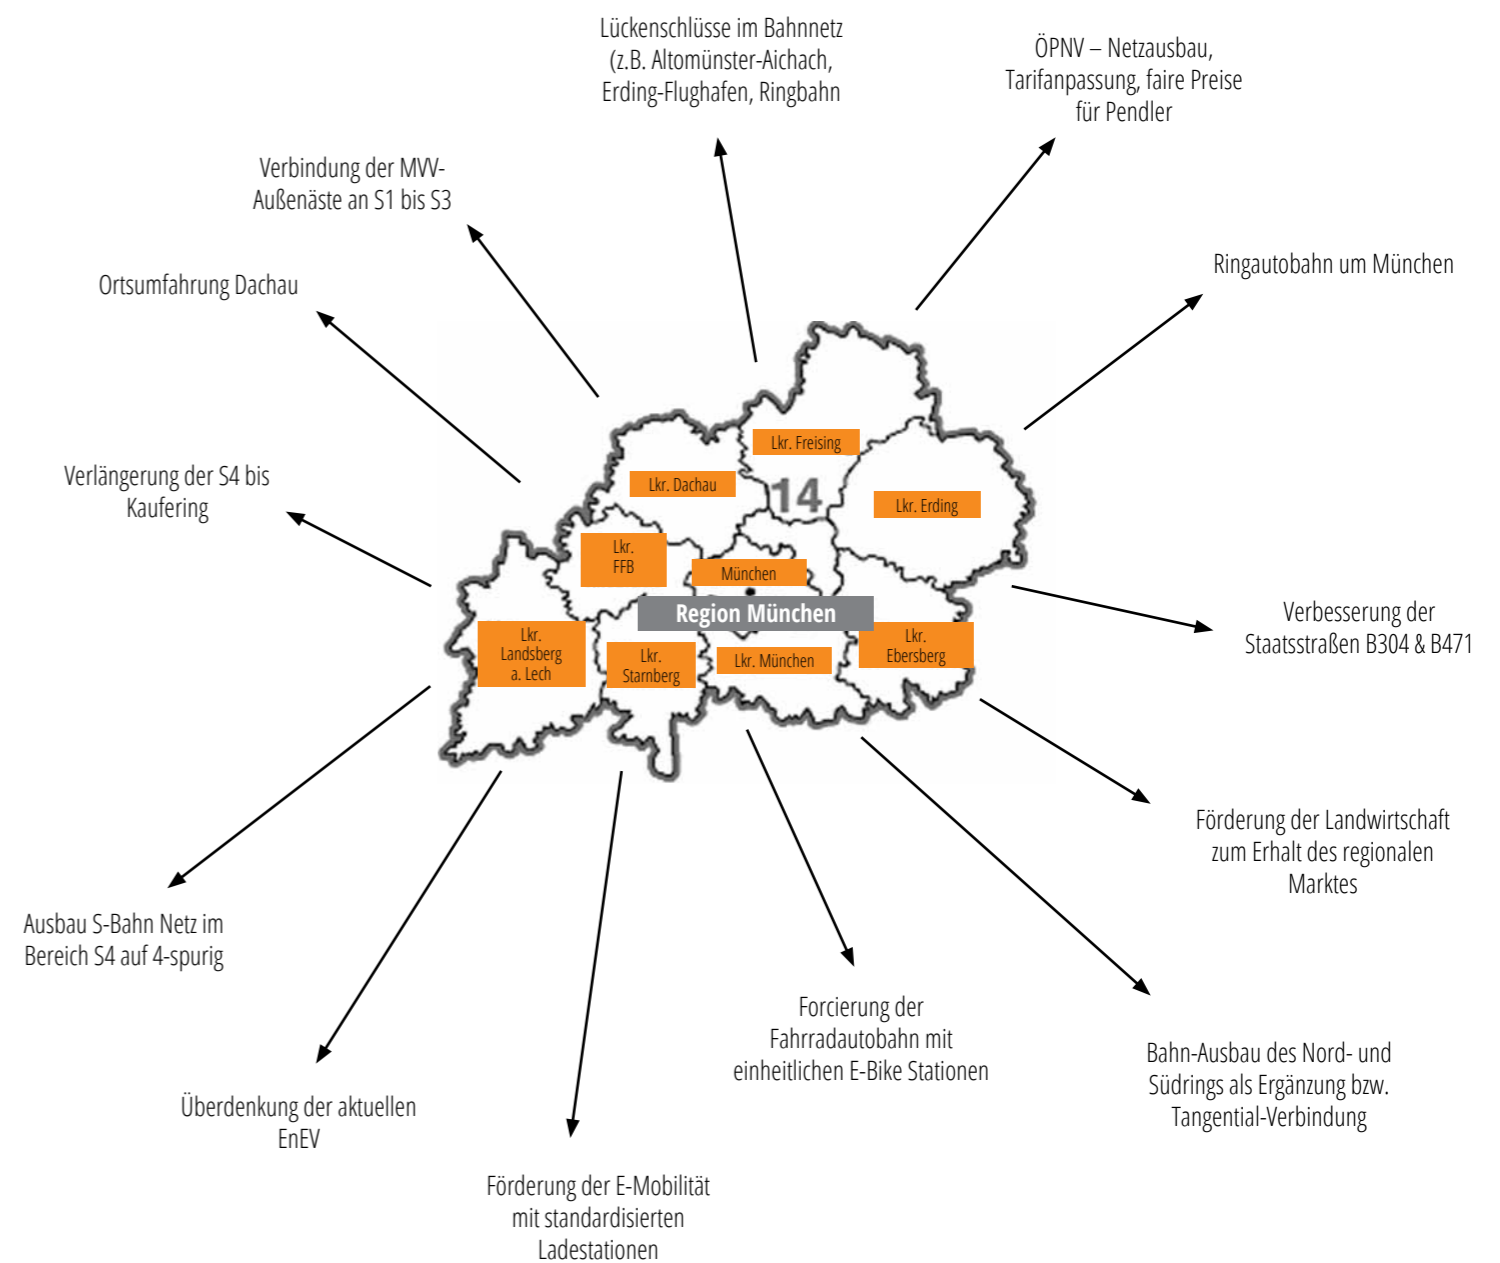 Lückenschlüsse im Bahnnetz
(z.B. Altomünster-Aichach,
Erding-Flughafen, Ringbahn
ÖPNV – Netzausbau,
Tarifanpassung, faire Preise
für Pendler
Verbindung der MVV-
Außenäste an S1 bis S3
Ringautobahn um München
Ortsumfahrung Dachau
Verlängerung der S4 bis
Kaufering
Lkr. Freising
Lkr. Dachau
14
Lkr. Erding
Lkr.
FFB
München
Region München
Lkr.
Landsberg
a. Lech
Lkr.
Starnberg
Lkr. München
Lkr.
Ebersberg
Verbesserung der
Staatsstraßen B304 & B471
Förderung der Landwirtschaft
zum Erhalt des regionalen
Marktes
Ausbau S-Bahn Netz im
Bereich S4 auf 4-spurig
Forcierung der
Fahrradautobahn mit
einheitlichen E-Bike Stationen
Bahn-Ausbau des Nord- und
Südrings als Ergänzung bzw.
Tangential-Verbindung
Überdenkung der aktuellen
EnEV
Förderung der E-Mobilität
mit standardisierten
Ladestationen